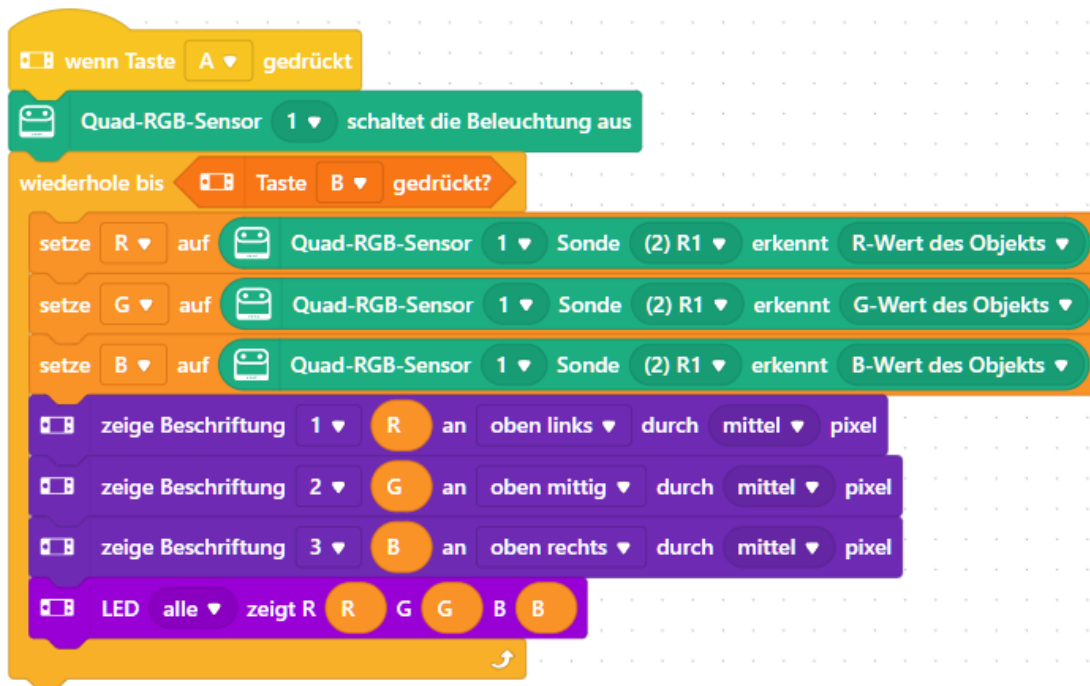 wenn Taste A gedrückt
Quad-RGB-Sensor 1 schaltet die Beleuchtung aus
wiederhole bis Taste B gedrückt?
setze R auf Quad-RGB-Sensor 1 Sonde (2) R1 erkennt R-Wert des Objekts
setze G auf Quad-RGB-Sensor 1 Sonde (2) R1 erkennt G-Wert des Objekts
setze B auf Quad-RGB-Sensor 1 Sonde (2) R1 erkennt B-Wert des Objekts
zeige Beschriftung 1 R an oben links durch mittel pixel
zeige Beschriftung 2 G an oben mittig durch mittel pixel
zeige Beschriftung 3 B an oben rechts durch mittel pixel
LED alle zeigt R R G G B B